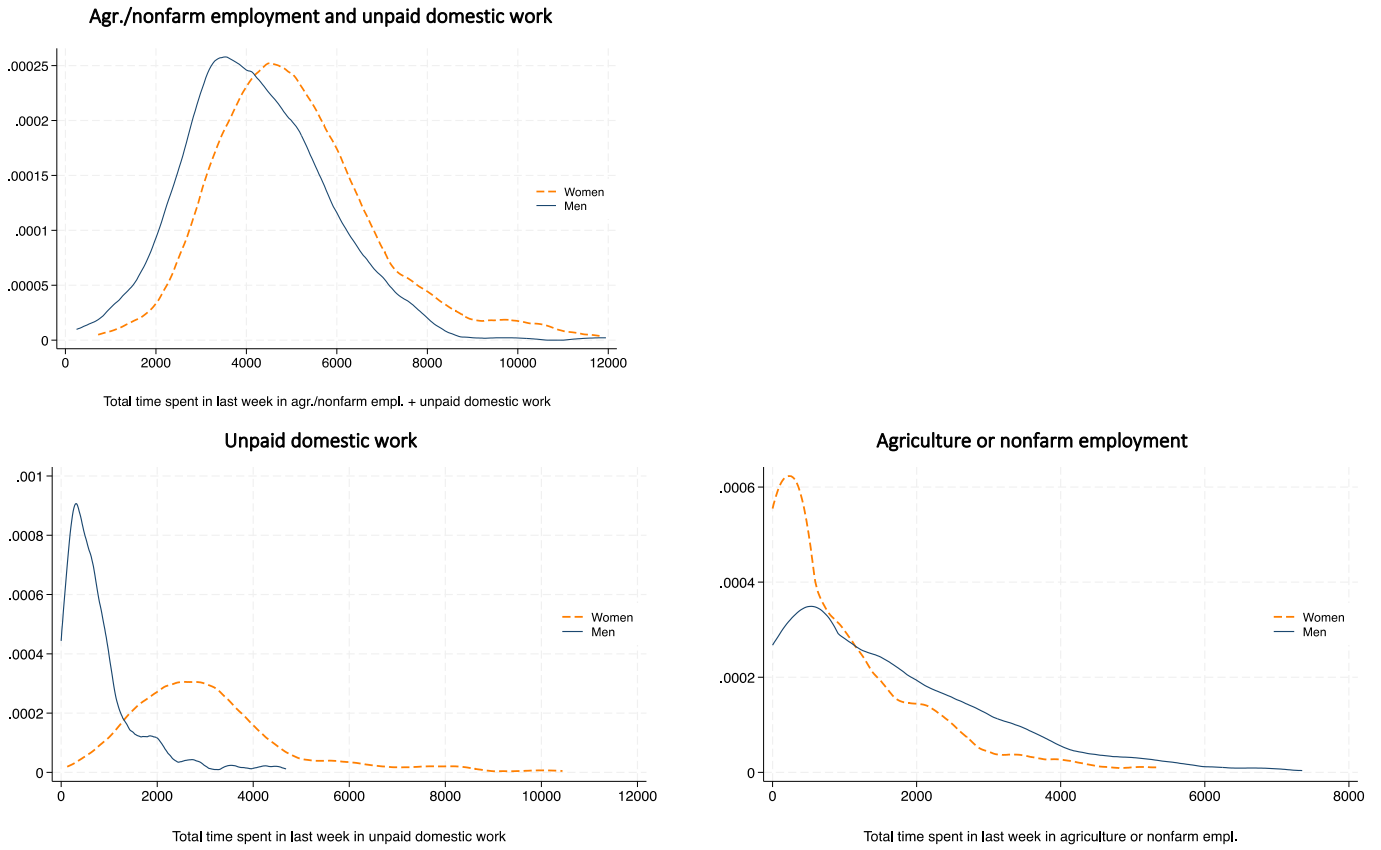 Agr./nonfarm employment and unpaid domestic work
.00025
.0002
.00015
.0001
.00005
0
Women
Men
0 2000 4000 6000 8000 10000 12000
Total time spent in last week in agr./nonfarm empl. + unpaid domestic work
Unpaid domestic work
.001
.0008
.0006
.0004
.0002
0
Women
Men
0 2000 4000 6000 8000 10000 12000
Total time spent in last week in unpaid domestic work
Agriculture or nonfarm employment
.0006
.0004
.0002
0
Women
Men
0 2000 4000 6000 8000
Total time spent in last week in agriculture or nonfarm empl.